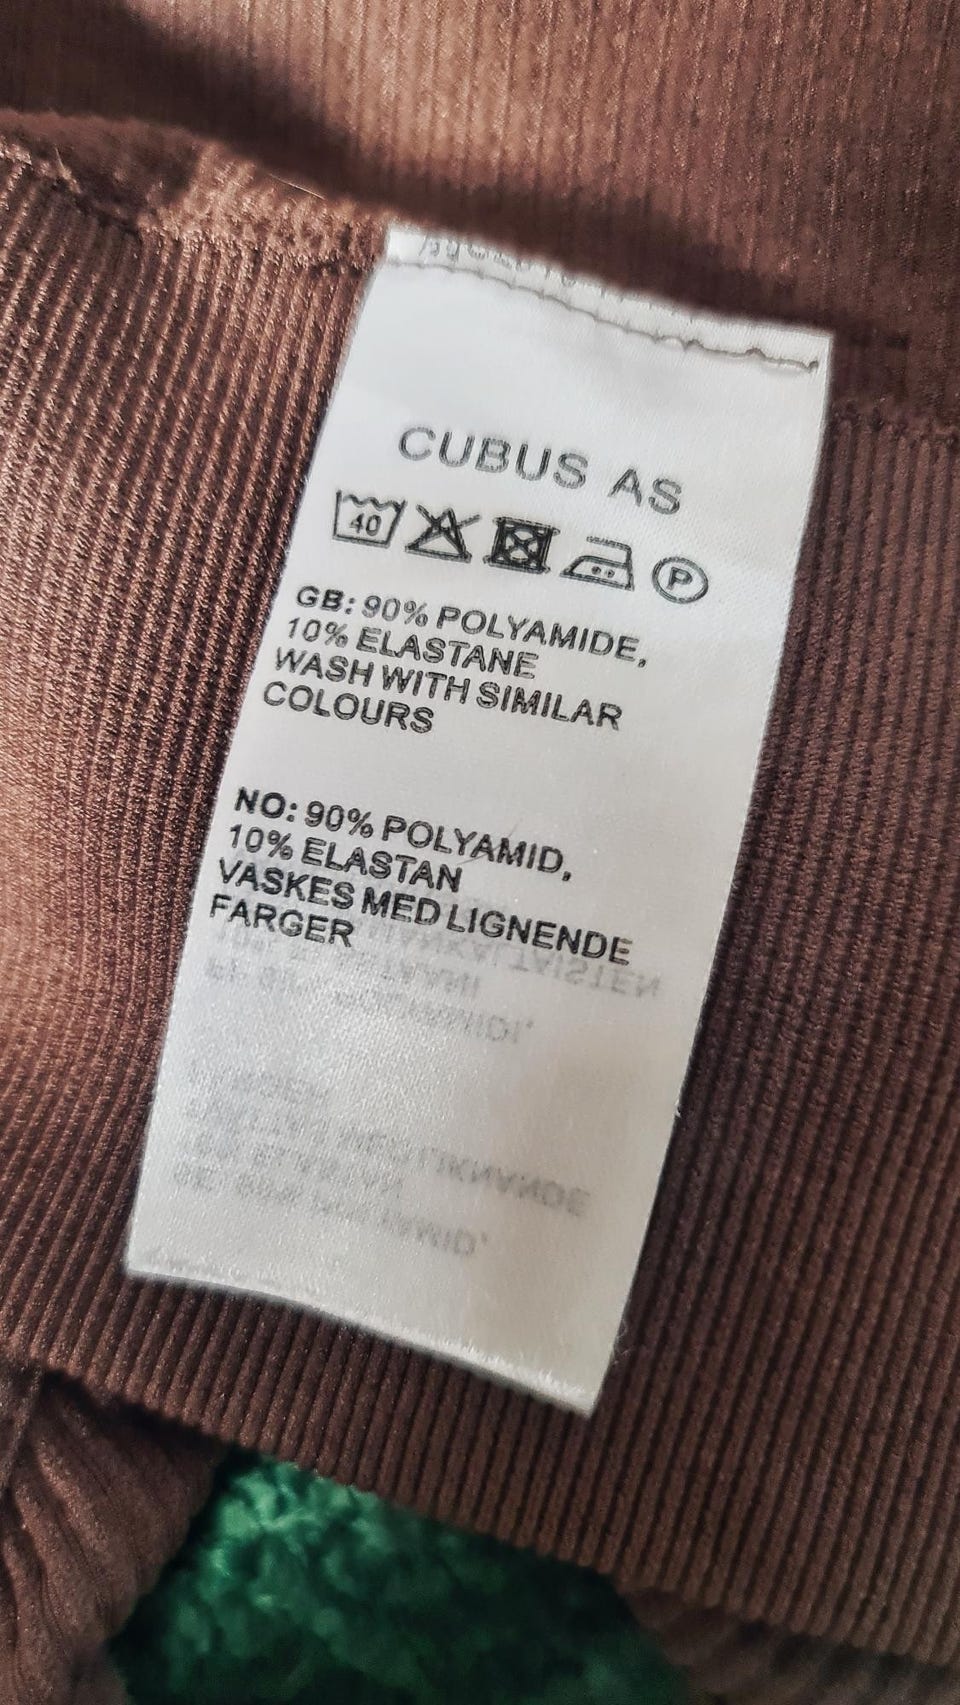 CUBUS AS
40
P
GB: 90% POLYAMIDE,
10% ELASTANE
WASH WITH SIMILAR
COLOURS
NO: 90% POLYAMID,
10% ELASTAN
VASKES MED LIGNENDE
FARGER